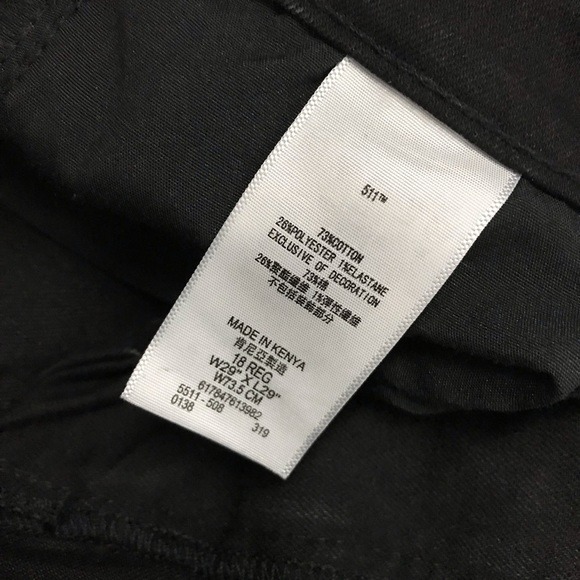 511™
73%COTTON
26%POLYESTER 1%ELASTANE
EXCLUSIVE OF DECORATION
73%棉
26%聚酯纖維 1%彈性纖維
不包括裝飾部分
MADE IN KENYA
肯尼亞製造
18 REG
W29" X L29"
W73.5 CM
617847613982
5511-508 319
0138